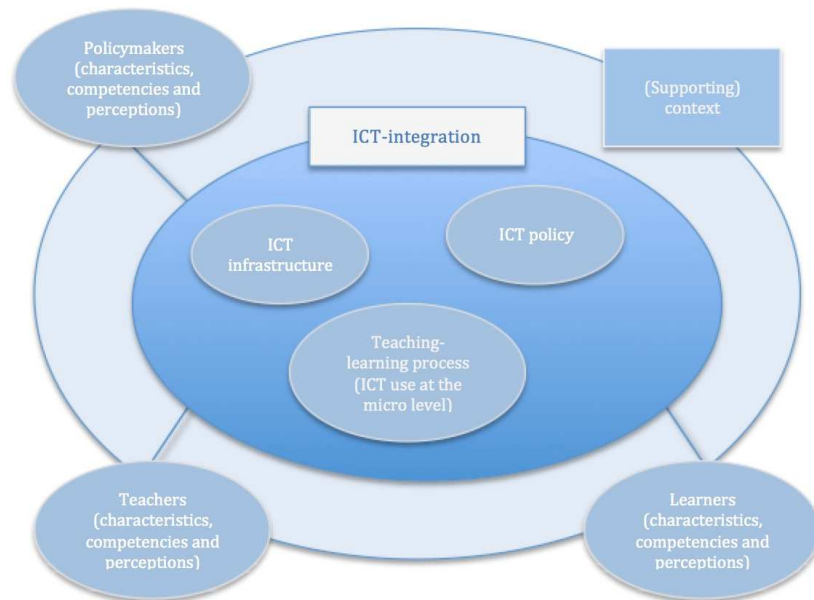 Policymakers
(characteristics,
competencies and
perceptions)
(Supporting)
context
ICT-integration
ICT
infrastructure
ICT policy
Teaching-
learning process
(ICT use at the
micro level)
Teachers
(characteristics,
competencies and
perceptions)
Learners
(characteristics,
competencies and
perceptions)